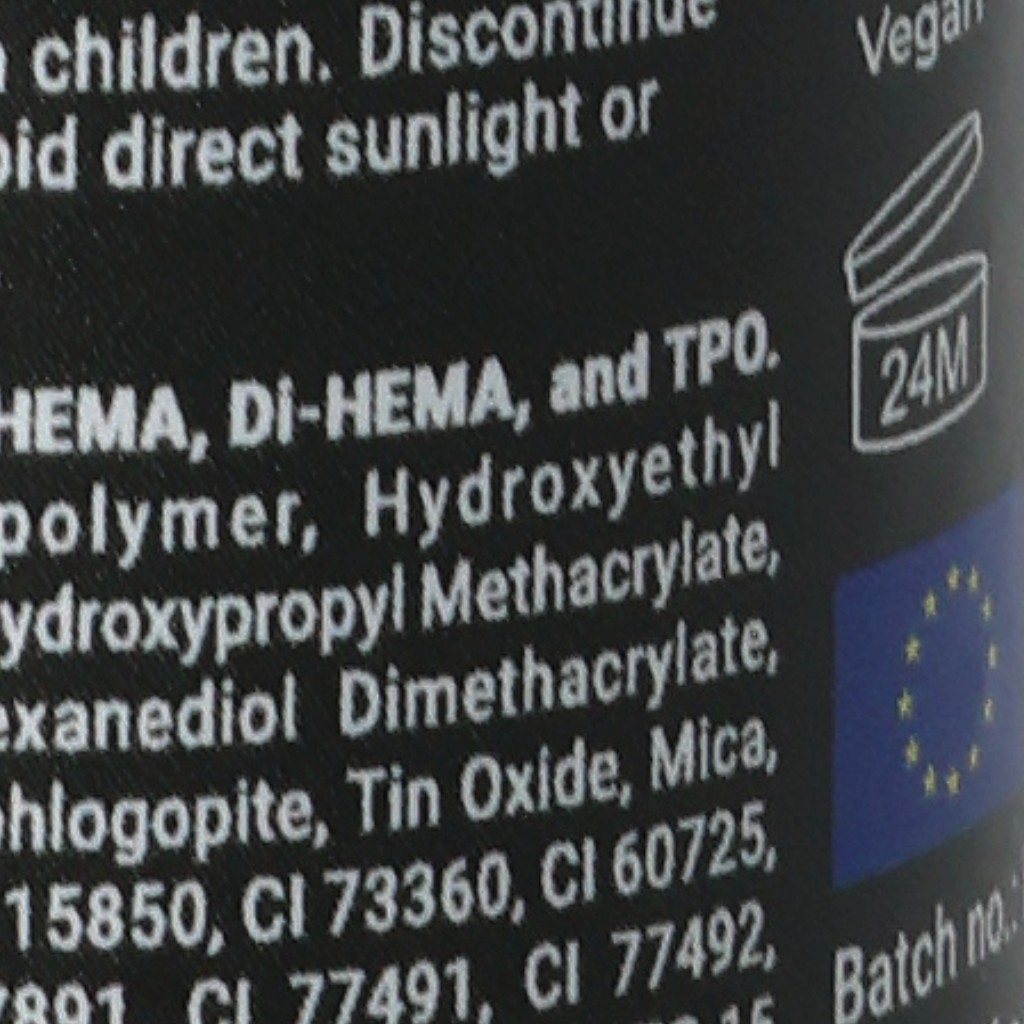 children. Discontinue
direct sunlight or
HEMA, Di-HEMA, and TPO.
polymer, Hydroxyethyl
ydroxypropyl Methacrylate,
exanediol Dimethacrylate,
hlogopite, Tin Oxide, Mica,
15850, CI 73360, CI 60725,
7891, CI 77491, CI 77492,
Vegan
24M
Batch no.: